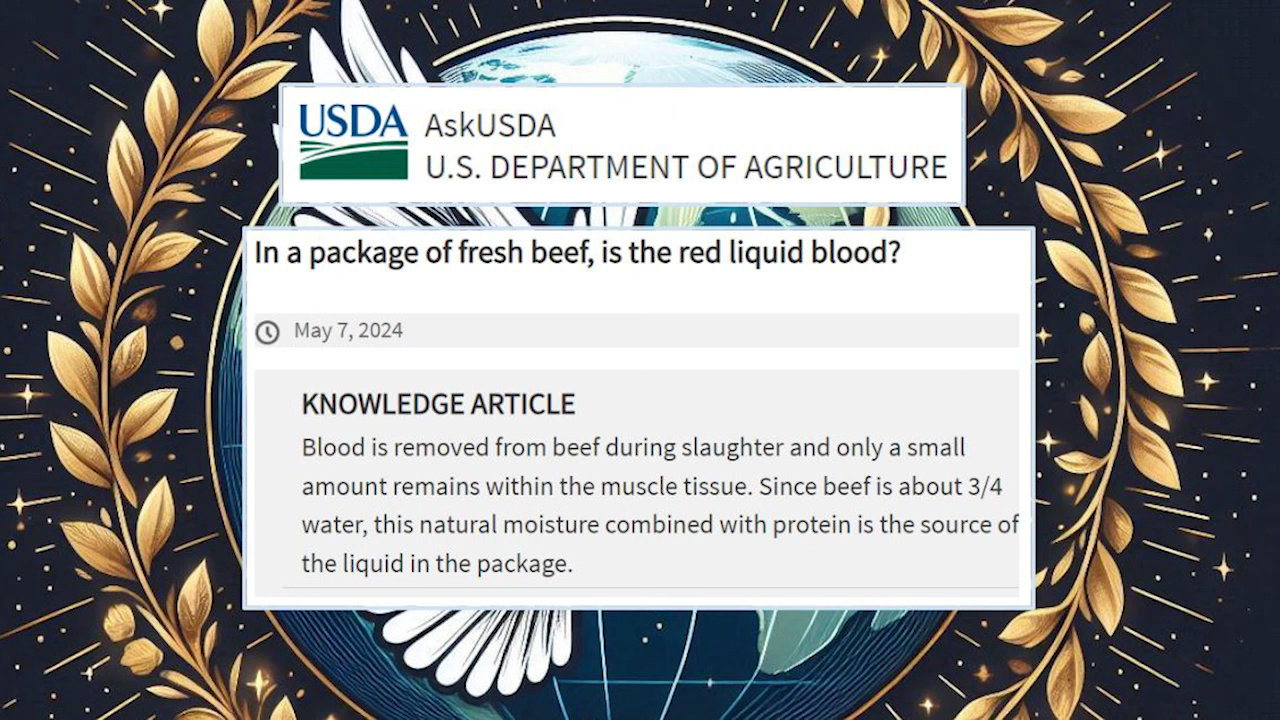 USDA
AskUSDA
U.S. DEPARTMENT OF AGRICULTURE
In a package of fresh beef, is the red liquid blood?
May 7, 2024
KNOWLEDGE ARTICLE
Blood is removed from beef during slaughter and only a small
amount remains within the muscle tissue. Since beef is about 3/4
water, this natural moisture combined with protein is the source of
the liquid in the package.